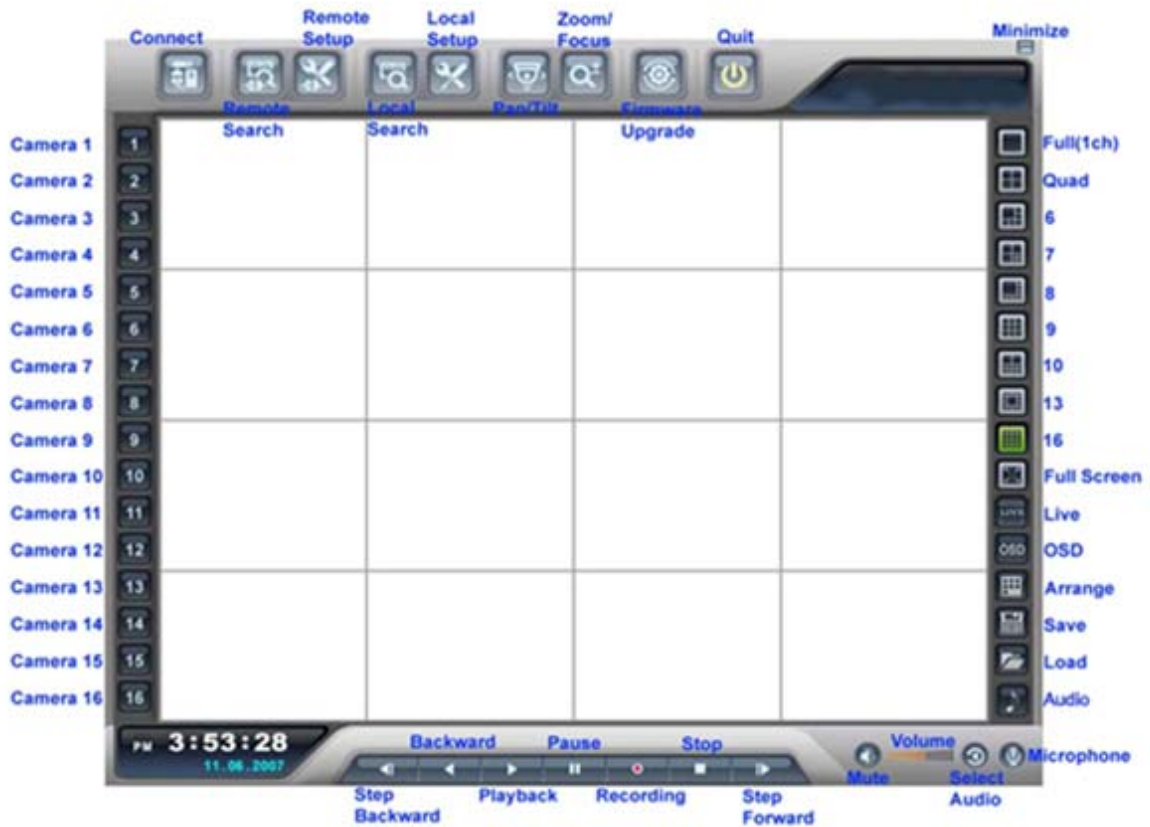 Connect
Remote
Setup
Local
Setup
Zoom/
Focus
Quit
Minimize
Remote
Search
Local
Search
Pan/Tilt
Firmware
Upgrade
Camera 1 1 Full(1ch)
Camera 2 2 Quad
Camera 3 3 6
Camera 4 4 7
Camera 5 5 8
Camera 6 6 9
Camera 7 7 10
Camera 8 8 13
Camera 9 9 16
Camera 10 10 Full Screen
Camera 11 11 LIVE Live
Camera 12 12 OSD OSD
Camera 13 13 Arrange
Camera 14 14 Save
Camera 15 15 Load
Camera 16 16 Audio
PM 3:53:28
11.06.2007
Backward
Pause
Stop
Volume
Microphone
Mute
Select
Audio
Step
Backward
Playback
Recording
Step
Forward